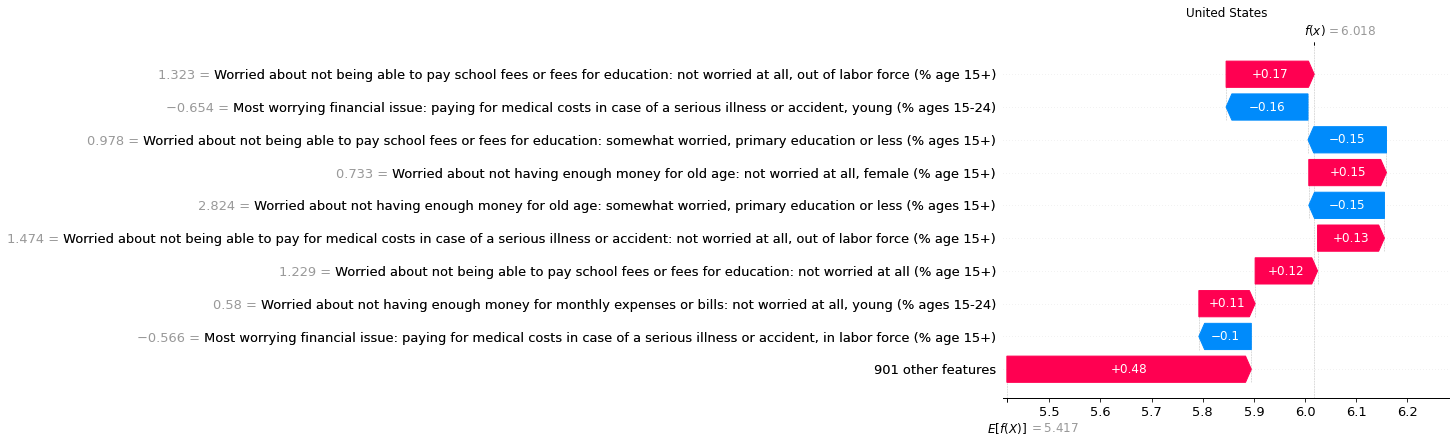 United States
f(x) = 6.018
1.323 = Worried about not being able to pay school fees or fees for education: not worried at all, out of labor force (% age 15+)
+0.17
−0.654 = Most worrying financial issue: paying for medical costs in case of a serious illness or accident, young (% ages 15-24)
−0.16
0.978 = Worried about not being able to pay school fees or fees for education: somewhat worried, primary education or less (% ages 15+)
−0.15
0.733 = Worried about not having enough money for old age: not worried at all, female (% age 15+)
+0.15
2.824 = Worried about not having enough money for old age: somewhat worried, primary education or less (% ages 15+)
−0.15
1.474 = Worried about not being able to pay for medical costs in case of a serious illness or accident: not worried at all, out of labor force (% age 15+)
+0.13
1.229 = Worried about not being able to pay school fees or fees for education: not worried at all (% age 15+)
+0.12
0.58 = Worried about not having enough money for monthly expenses or bills: not worried at all, young (% ages 15-24)
+0.11
−0.566 = Most worrying financial issue: paying for medical costs in case of a serious illness or accident, in labor force (% age 15+)
−0.1
901 other features
+0.48
5.5 5.6 5.7 5.8 5.9 6.0 6.1 6.2
E[f(X)] = 5.417